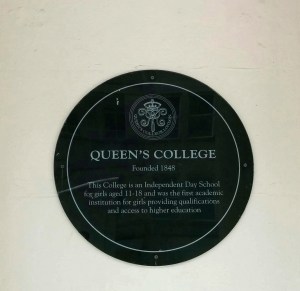 QUEEN'S COLLEGE
Founded 1848
This College is an Independent Day School
for girls aged 11-18 and was the first academic
institution for girls providing qualifications
and access to higher education